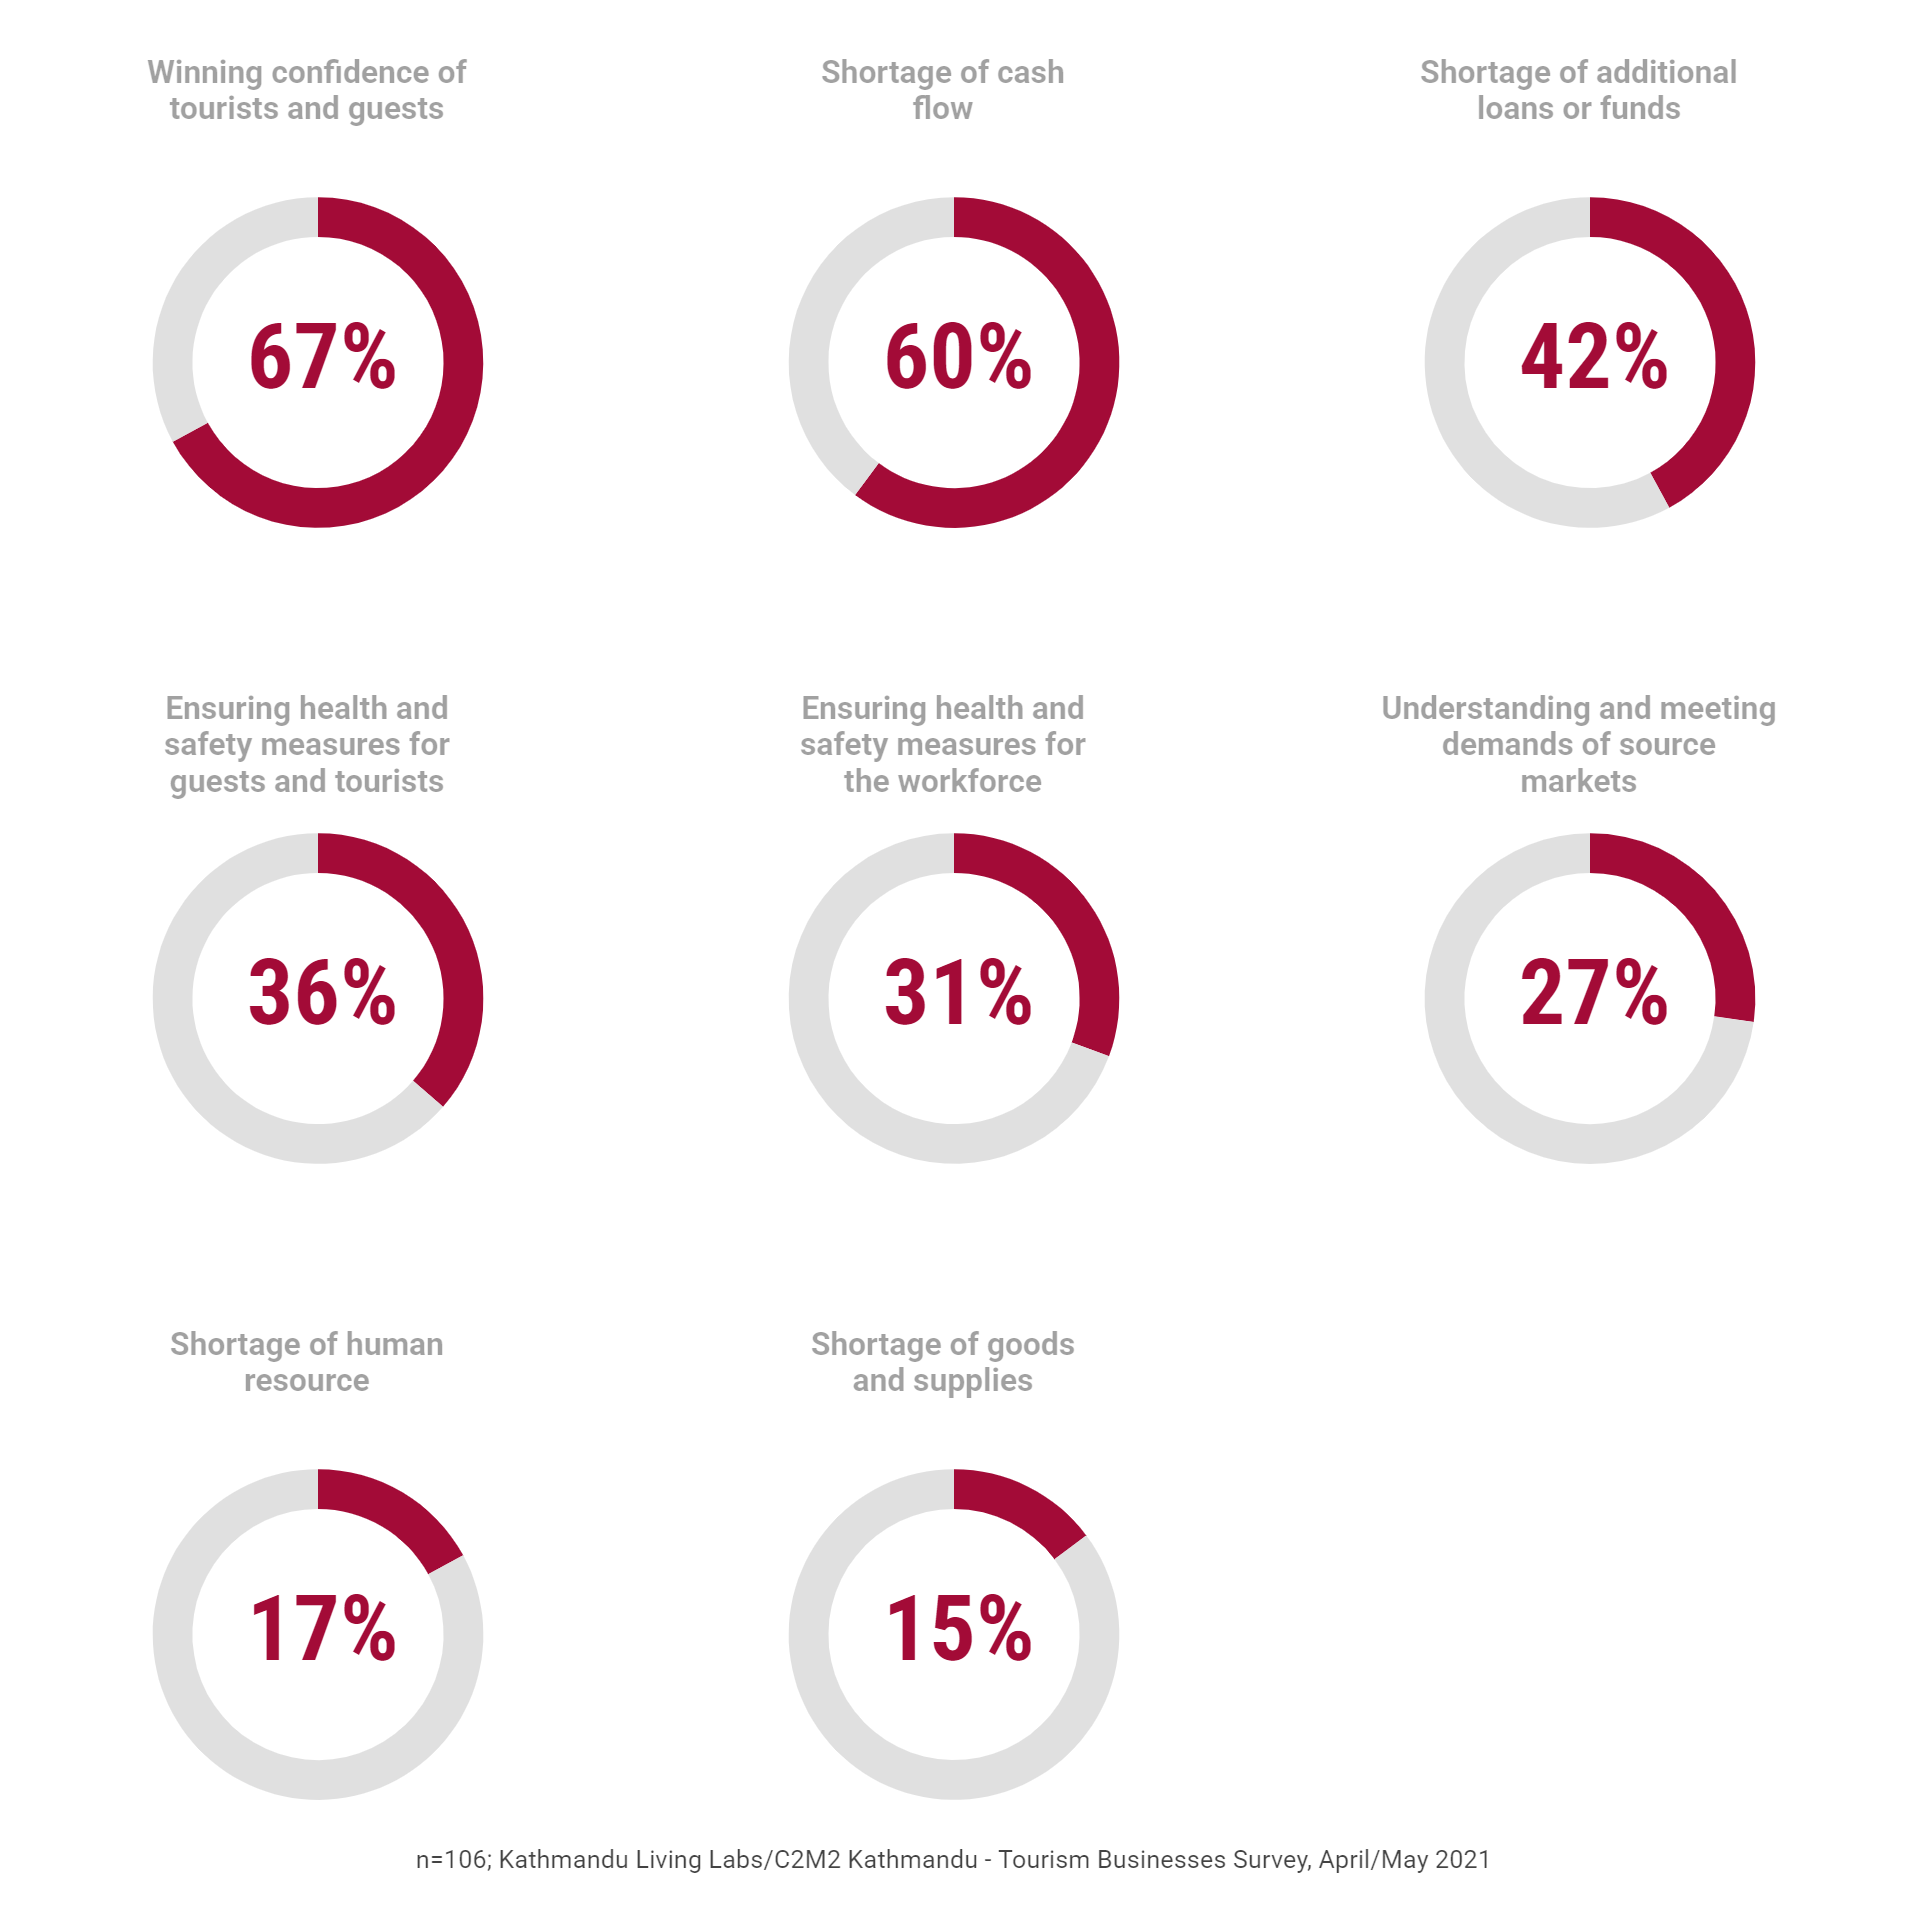 Winning confidence of
tourists and guests
67%
Shortage of cash
flow
60%
Shortage of additional
loans or funds
42%
Ensuring health and
safety measures for
guests and tourists
36%
Ensuring health and
safety measures for
the workforce
31%
Understanding and meeting
demands of source
markets
27%
Shortage of human
resource
17%
Shortage of goods
and supplies
15%
n=106; Kathmandu Living Labs/C2M2 Kathmandu - Tourism Businesses Survey, April/May 2021